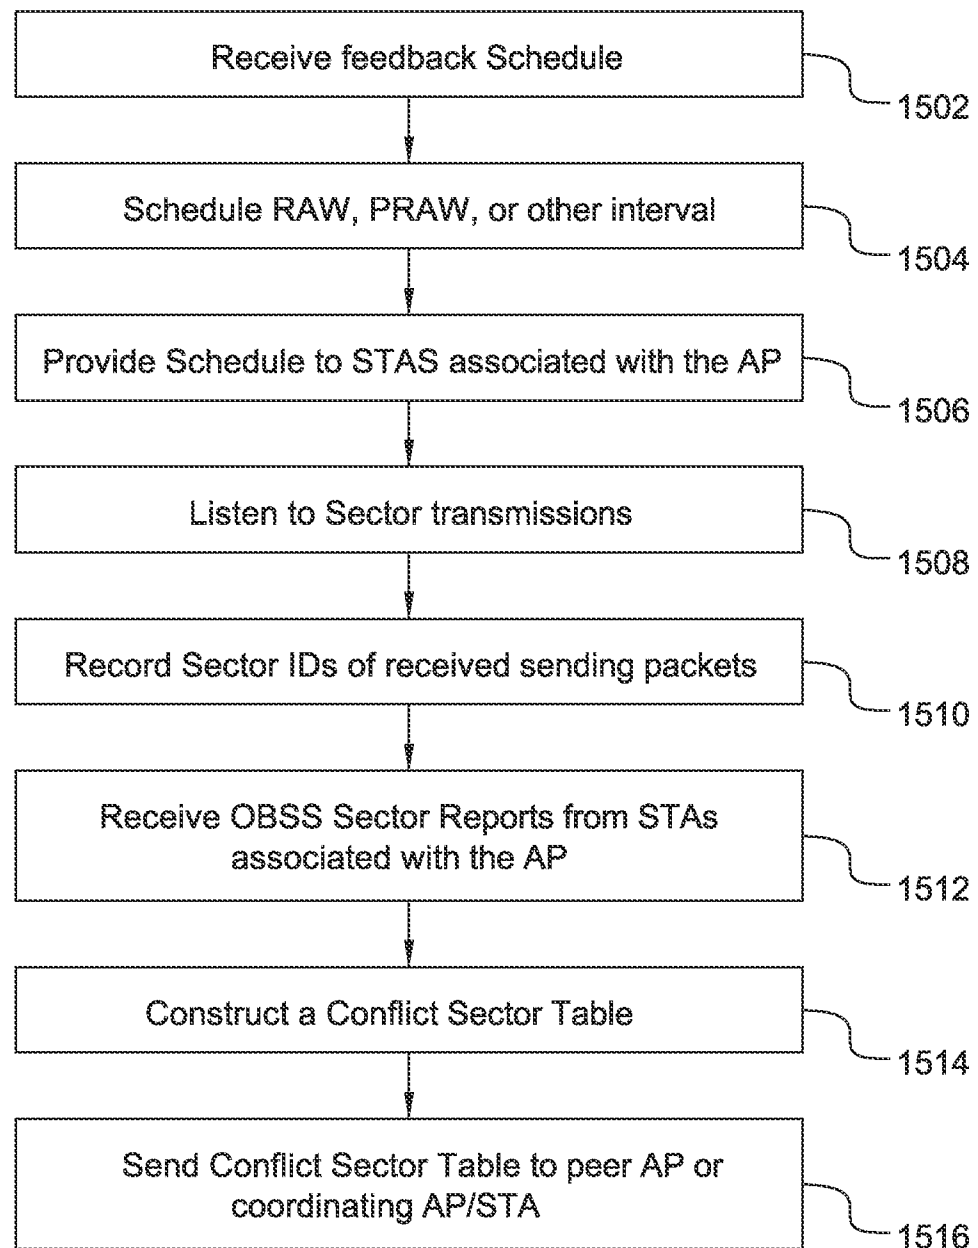 Receive feedback Schedule
1502
Schedule RAW, PRAW, or other interval
1504
Provide Schedule to STAS associated with the AP
1506
Listen to Sector transmissions
1508
Record Sector IDs of received sending packets
1510
Receive OBSS Sector Reports from STAs
associated with the AP
1512
Construct a Conflict Sector Table
1514
Send Conflict Sector Table to peer AP or
coordinating AP/STA
1516